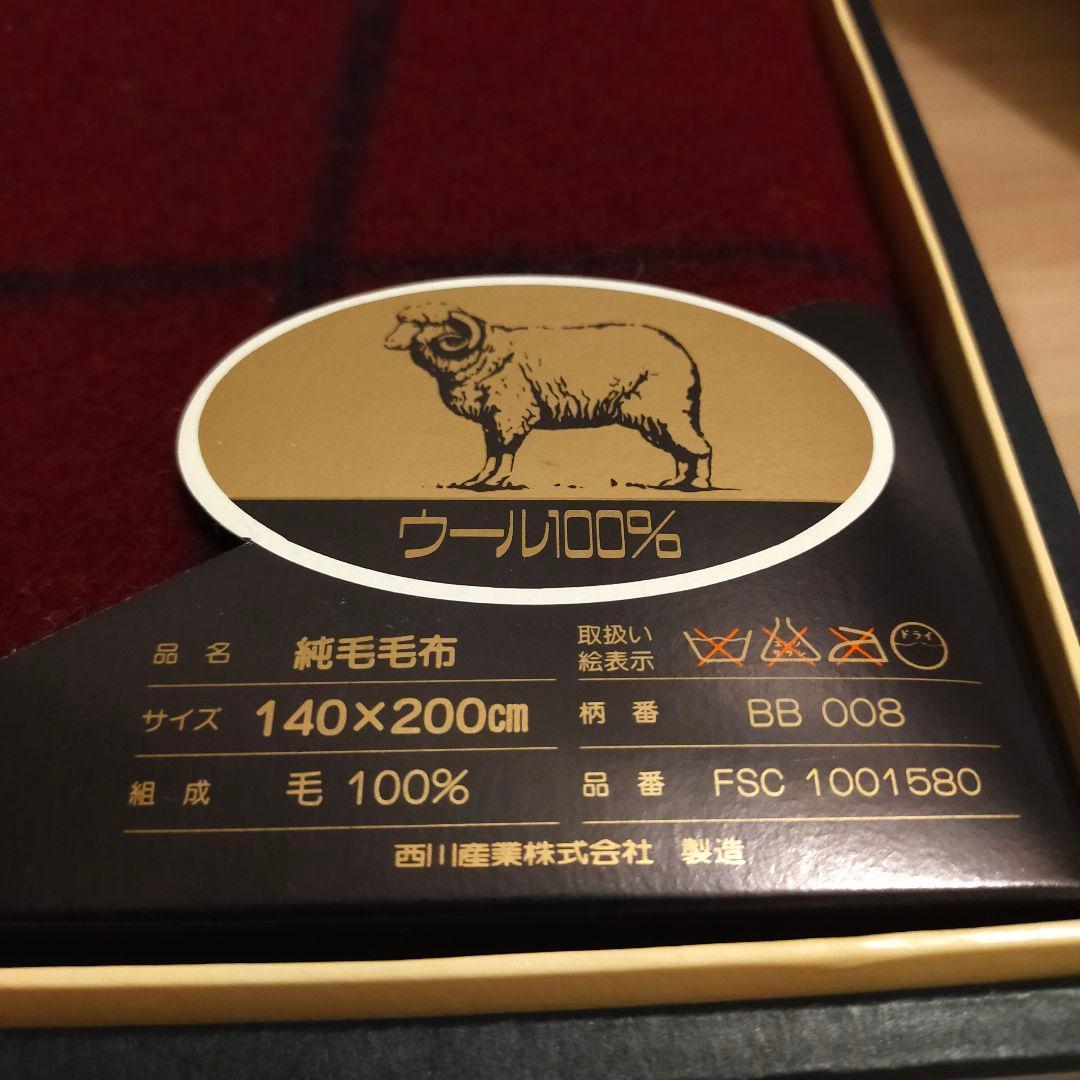 ウール100%
品名 純毛毛布
サイズ 140×200㎝
組成 毛 100%
取扱い
絵表示
ドライ
柄番 BB 008
品番 FSC 1001580
西川産業株式会社 製造